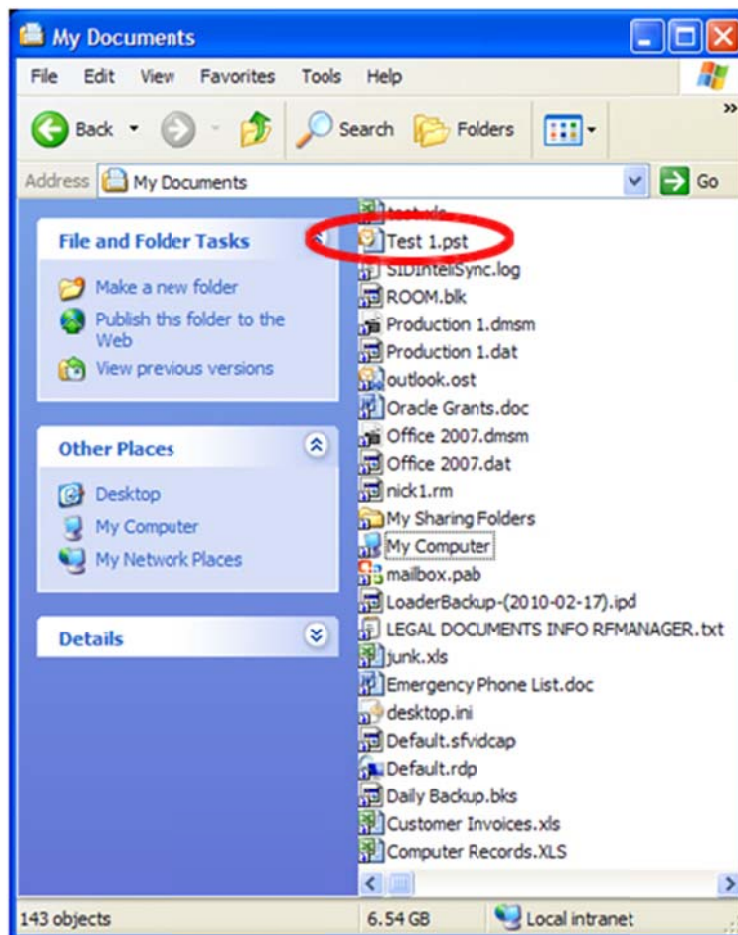 My Documents
File Edit View Favorites Tools Help
Back Search Folders »
Address My Documents Go
File and Folder Tasks
Make a new folder
Publish ths folder to the
Web
View previous versions
Other Places
Desktop
My Computer
My Network Places
Details
test.xls
Test 1.pst
SIDInteliSync.log
ROOM.blk
Production 1.dmsm
Production 1.dat
outlook.ost
Oracle Grants.doc
Office 2007.dmsm
Office 2007.dat
nick1.rm
My Sharing Folders
My Computer
mailbox.pab
LoaderBackup-(2010-02-17).ipd
LEGAL DOCUMENTS INFO RFMANAGER.txt
junk.xls
Emergency Phone List.doc
desktop.ini
Default.sfvidcap
Default.rdp
Daily Backup.bks
Customer Invoices.xls
Computer Records.XLS
143 objects 6.54 GB Local intranet